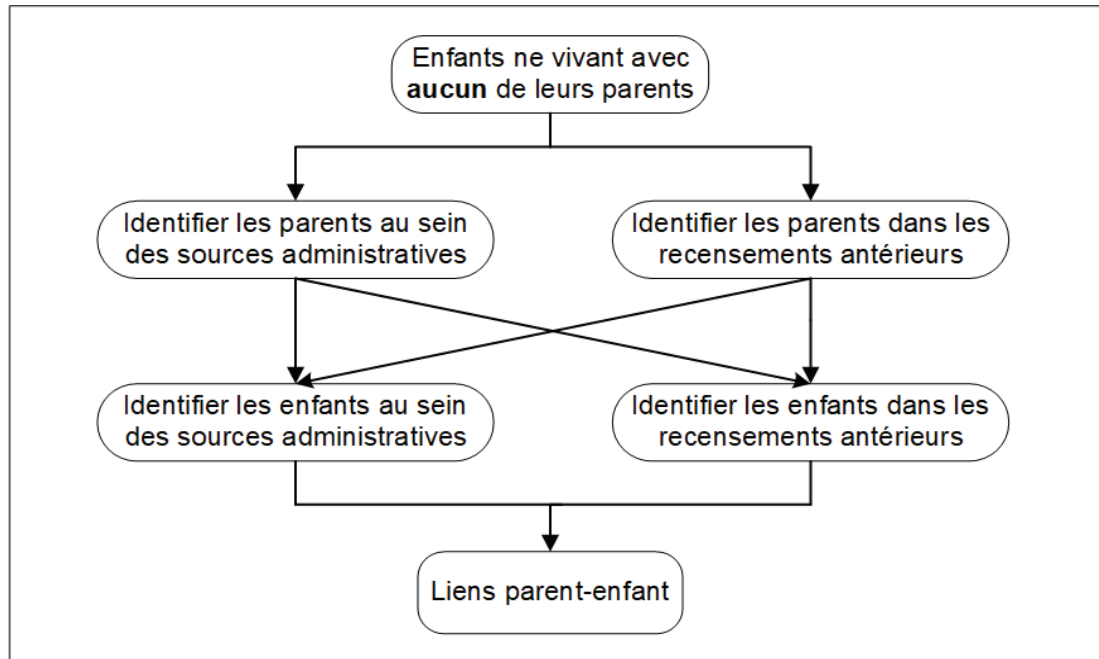 Enfants ne vivant avec
aucun de leurs parents
Identifier les parents au sein
des sources administratives
Identifier les parents dans les
recensements antérieurs
Identifier les enfants au sein
des sources administratives
Identifier les enfants dans les
recensements antérieurs
Liens parent-enfant